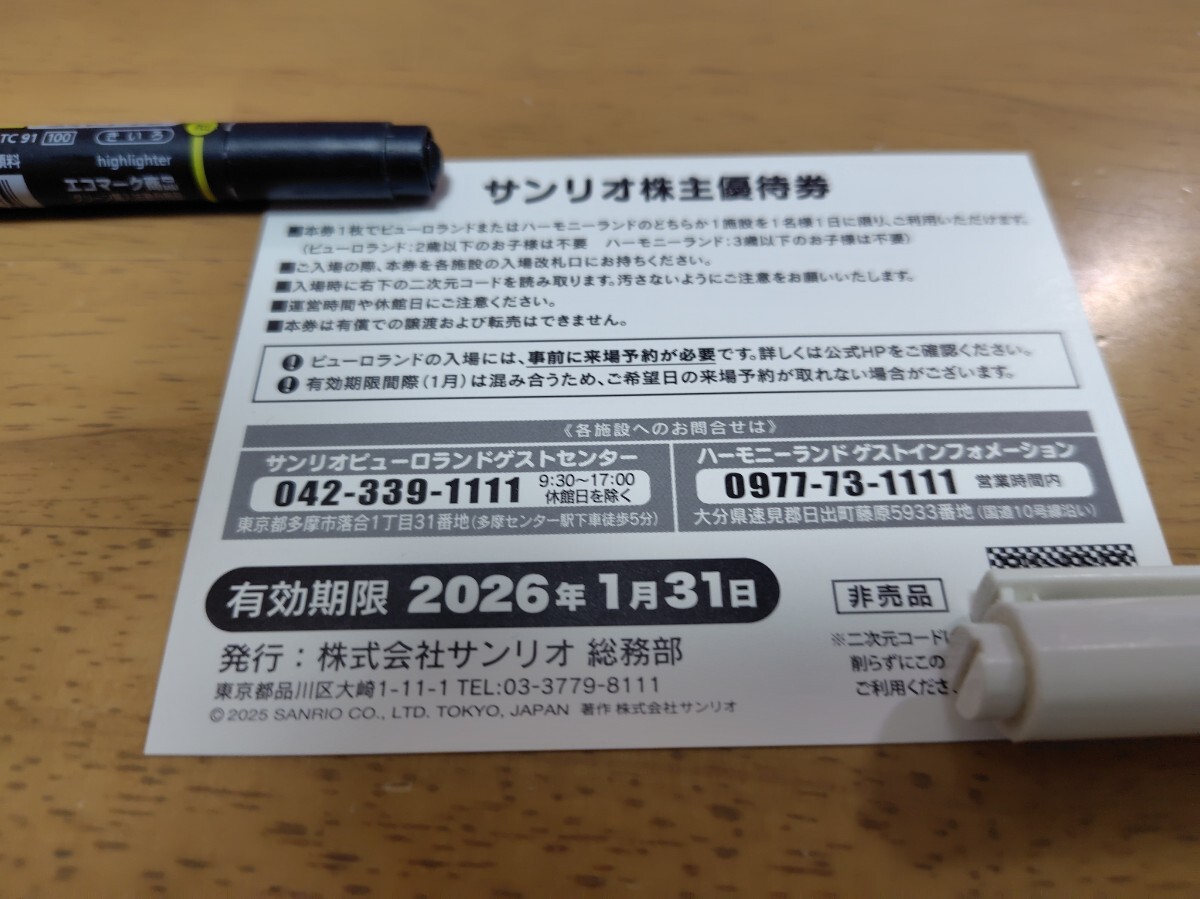 TC 91 100 きいろ
顔料 highlighter
エコマーク商品
サンリオ株主優待券
■本券1枚でピューロランドまたはハーモニーランドのどちらか1施設を1名様1日に限り、ご利用いただけます。
(ピューロランド:2歳以下のお子様は不要 ハーモニーランド:3歳以下のお子様は不要)
■ご入場の際、本券を各施設の入場改札口にお持ちください。
■入場時に右下の二次元コードを読み取ります。汚さないようにご注意をお願いいたします。
■運営時間や休館日にご注意ください。
■本券は有償での譲渡および転売はできません。
! ピューロランドの入場には、事前に来場予約が必要です。詳しくは公式HPをご確認ください。
! 有効期限間際(1月)は混み合うため、ご希望日の来場予約が取れない場合がございます。
《各施設へのお問合せは》
サンリオピューロランドゲストセンター
042-339-1111 9:30～17:00 休館日を除く
東京都多摩市落合1丁目31番地(多摩センター駅下車徒歩5分)
ハーモニーランド ゲストインフォメーション
0977-73-1111 営業時間内
大分県速見郡日出町藤原5933番地(国道10号線沿い)
有効期限 2026年1月31日
非売品
発行:株式会社サンリオ 総務部
東京都品川区大崎1-11-1 TEL:03-3779-8111
© 2025 SANRIO CO., LTD. TOKYO, JAPAN 著作 株式会社サンリオ
※二次元コード
削らずにこの
ご利用くださ